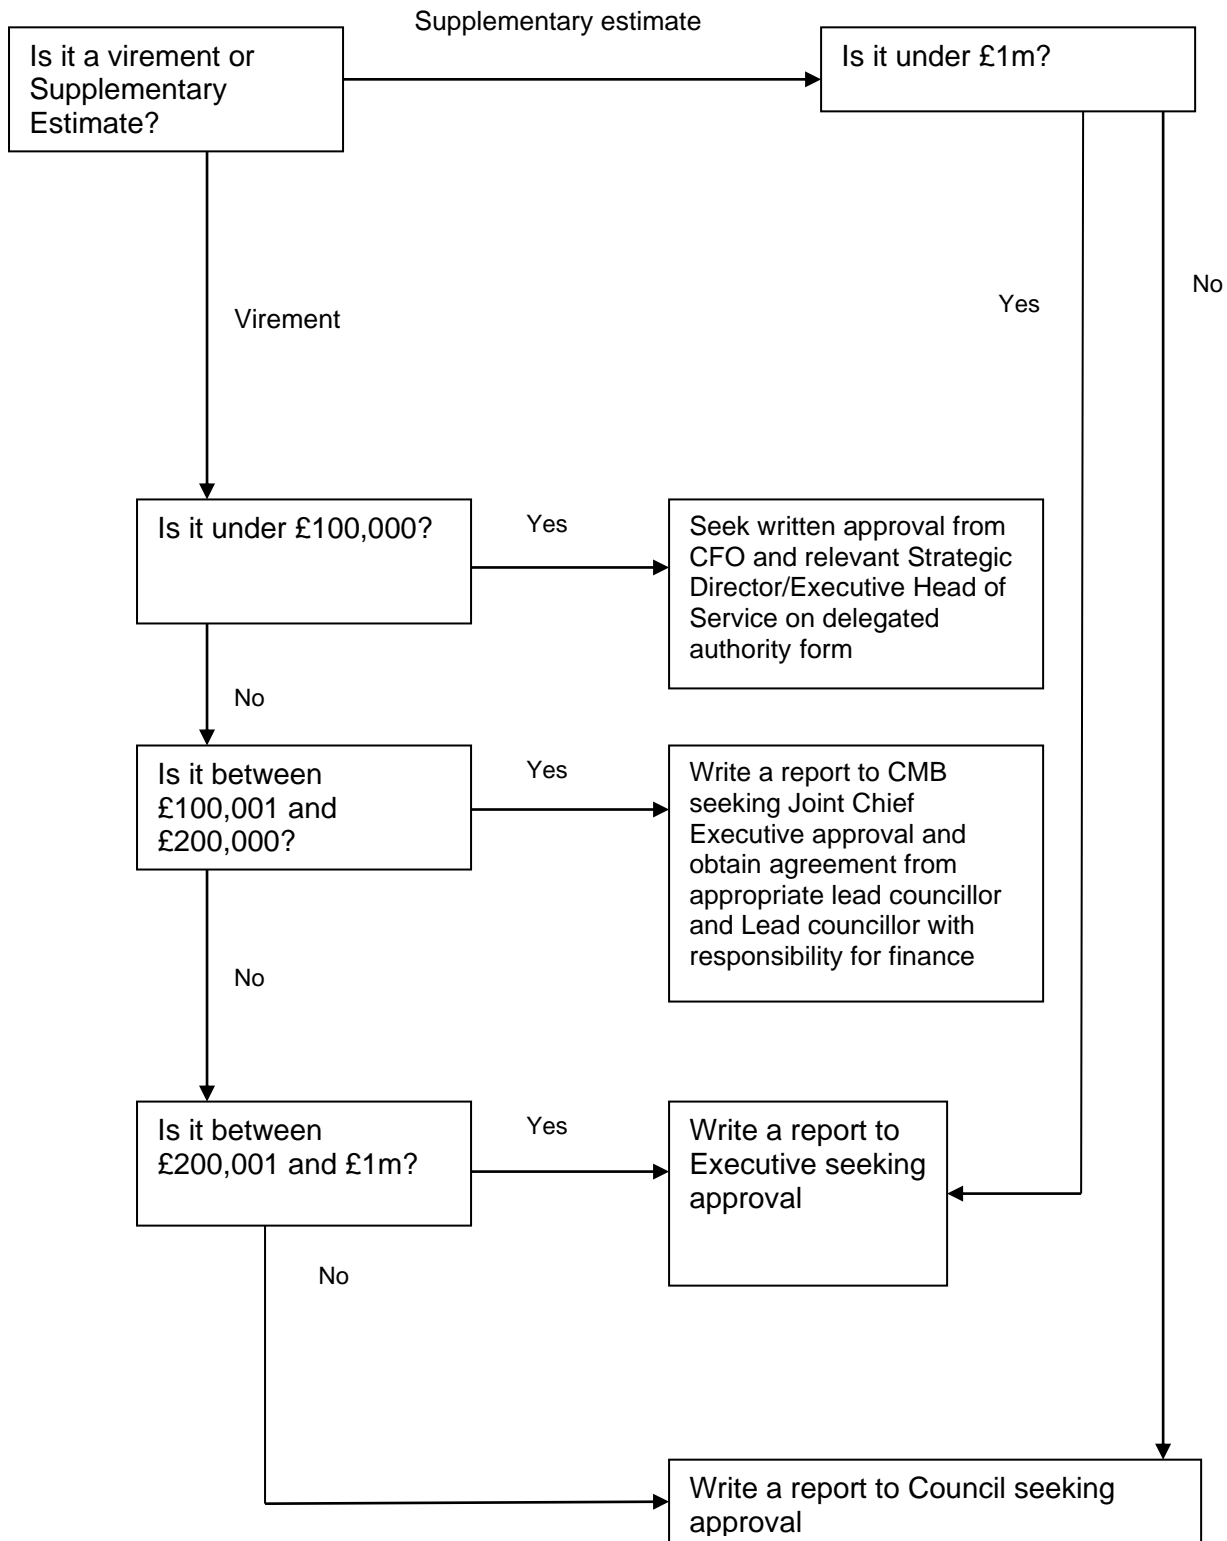 Supplementary estimate
Is it a virement or
Supplementary
Estimate?
Is it under £1m?
No
Yes
Virement
Is it under £100,000?
Yes
Seek written approval from
CFO and relevant Strategic
Director/Executive Head of
Service on delegated
authority form
No
Is it between
£100,001 and
£200,000?
Yes
Write a report to CMB
seeking Joint Chief
Executive approval and
obtain agreement from
appropriate lead councillor
and Lead councillor with
responsibility for finance
No
Is it between
£200,001 and £1m?
Yes
Write a report to
Executive seeking
approval
No
Write a report to Council seeking
approval